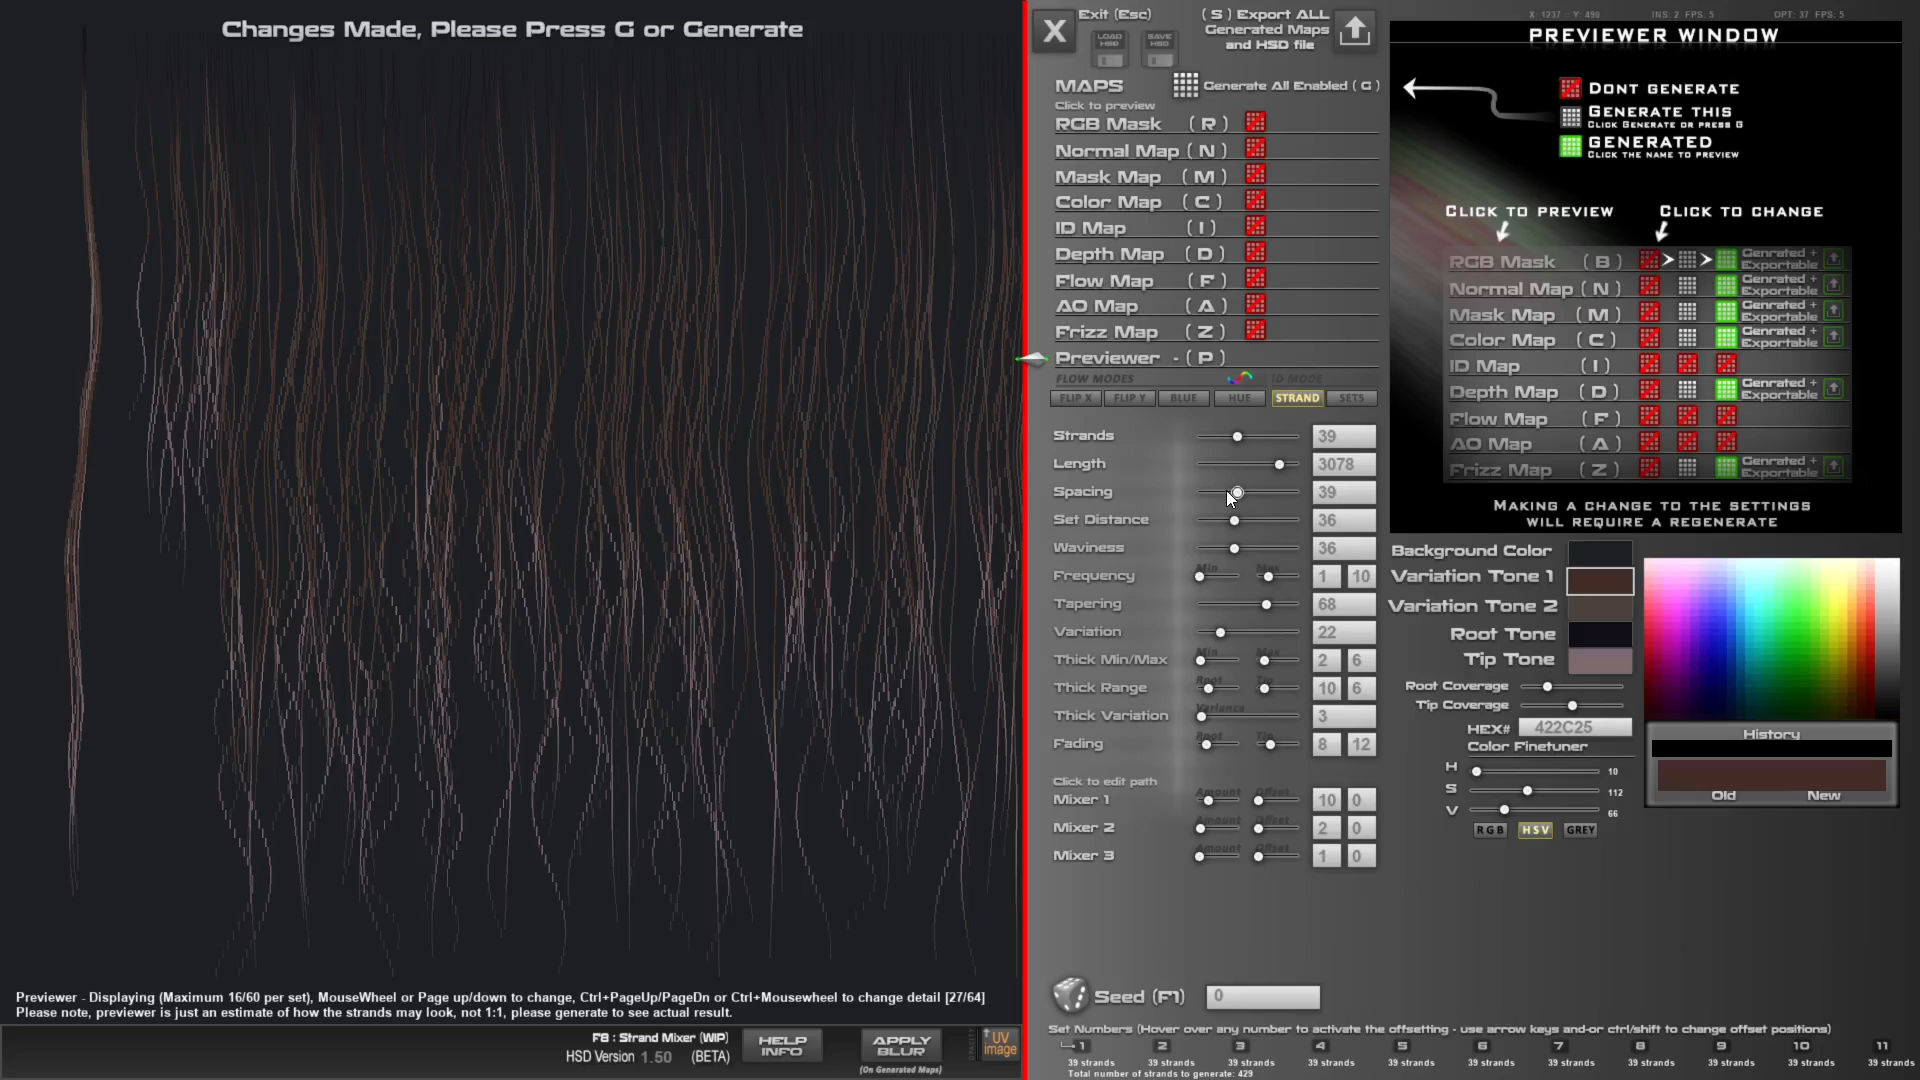 Changes Made, Please Press G or Generate
Exit (Esc)
LOAD HSD
SAVE HSD
( S ) Export ALL
Generated Maps
and HSD file
MAPS
Generate All Enabled ( G )
Click to preview
RGB Mask ( R )
Normal Map ( N )
Mask Map ( M )
Color Map ( C )
ID Map ( I )
Depth Map ( D )
Flow Map ( F )
AO Map ( A )
Frizz Map ( Z )
Previewer - ( P )
FLOW MODES
ID MODE
FLIP X
FLIP Y
BLUE
HUE
STRAND
SETS
Strands 39
Length 3078
Spacing 39
Set Distance 36
Waviness 36
Min Max
Frequency 1 10
Tapering 68
Variation 22
Min Max
Thick Min/Max 2 6
Root Tip
Thick Range 10 6
Variance
Thick Variation 3
Root Tip
Fading 8 12
Click to edit path
Amount Offset
Mixer 1 10 0
Amount Offset
Mixer 2 2 0
Amount Offset
Mixer 3 1 0
Seed (F1) 0
X: 1237 :: Y: 490
INS: 2 FPS: 5
OPT: 37 FPS: 5
PREVIEWER WINDOW
DONT GENERATE
GENERATE THIS
CLICK GENERATE OR PRESS G
GENERATED
CLICK THE NAME TO PREVIEW
CLICK TO PREVIEW
CLICK TO CHANGE
RGB Mask ( B ) Genrated + Exportable
Normal Map ( N ) Genrated + Exportable
Mask Map ( M ) Genrated + Exportable
Color Map ( C ) Genrated + Exportable
ID Map ( I )
Depth Map ( D ) Genrated + Exportable
Flow Map ( F )
AO Map ( A )
Frizz Map ( Z ) Genrated + Exportable
MAKING A CHANGE TO THE SETTINGS
WILL REQUIRE A REGENERATE
Background Color
Variation Tone 1
Variation Tone 2
Root Tone
Tip Tone
Root Coverage
Tip Coverage
HEX# 422C25
Color Finetuner
H 10
S 112
V 66
RGB
HSV
GREY
History
Old
New
Previewer - Displaying (Maximum 16/60 per set), MouseWheel or Page up/down to change, Ctrl+PageUp/PageDn or Ctrl+Mousewheel to change detail [27/64]
Please note, previewer is just an estimate of how the strands may look, not 1:1, please generate to see actual result.
F8 : Strand Mixer (WIP)
HSD Version 1.50 (BETA)
HELP
INFO
APPLY
BLUR
(On Generated Maps)
UV
image
Set Numbers (Hover over any number to activate the offsetting - use arrow keys and-or ctrl/shift to change offset positions)
1 2 3 4 5 6 7 8 9 10 11
39 strands 39 strands 39 strands 39 strands 39 strands 39 strands 39 strands 39 strands 39 strands 39 strands 39 strands
Total number of strands to generate: 429